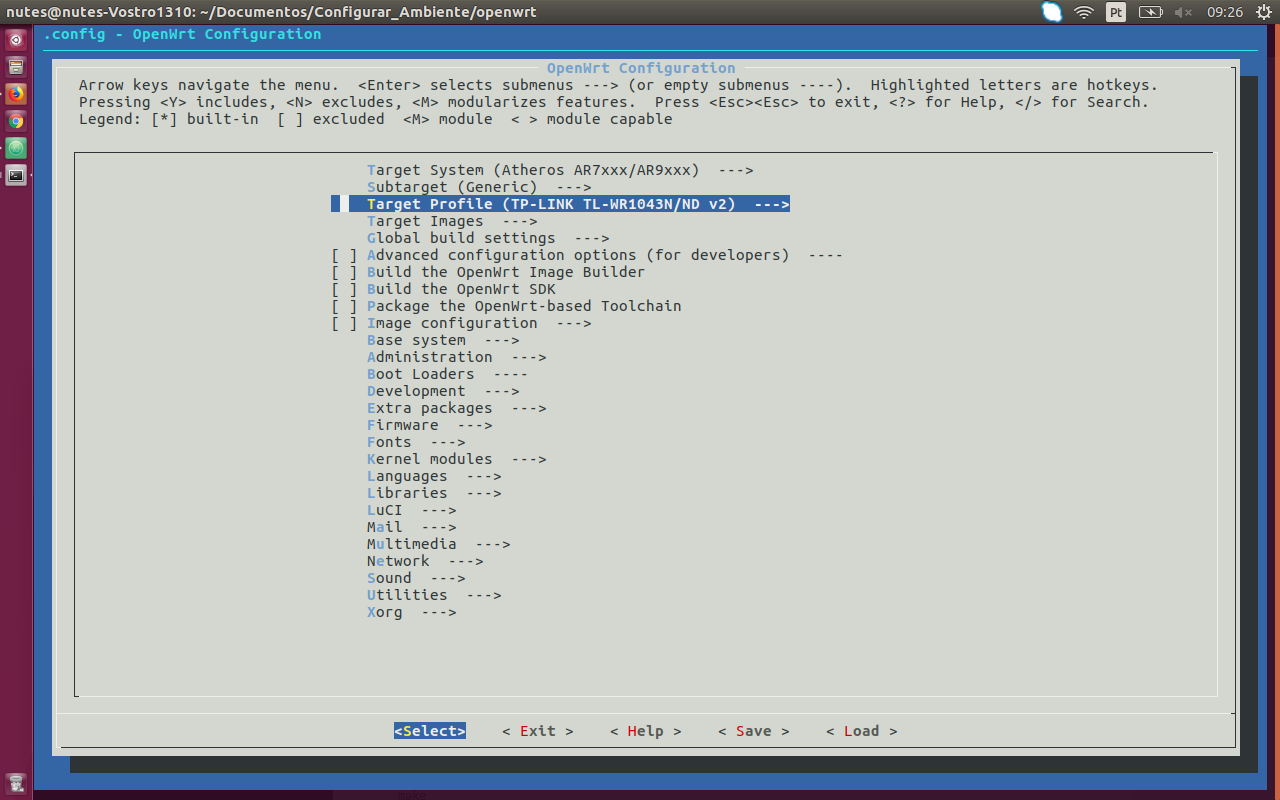 nutes@nutes-Vostro1310: ~/Documentos/Configurar_Ambiente/openwrt
Pt
09:26
.config - OpenWrt Configuration
OpenWrt Configuration
Arrow keys navigate the menu.  <Enter> selects submenus ---> (or empty submenus ----).  Highlighted letters are hotkeys.
Pressing <Y> includes, <N> excludes, <M> modularizes features.  Press <Esc><Esc> to exit, <?> for Help, </> for Search.
Legend: [*] built-in  [ ] excluded  <M> module  < > module capable
Target System (Atheros AR7xxx/AR9xxx)  --->
Subtarget (Generic)  --->
Target Profile (TP-LINK TL-WR1043N/ND v2)  --->
Target Images  --->
Global build settings  --->
[ ] Advanced configuration options (for developers)  ----
[ ] Build the OpenWrt Image Builder
[ ] Build the OpenWrt SDK
[ ] Package the OpenWrt-based Toolchain
[ ] Image configuration  --->
Base system  --->
Administration  --->
Boot Loaders  ----
Development  --->
Extra packages  --->
Firmware  --->
Fonts  --->
Kernel modules  --->
Languages  --->
Libraries  --->
LuCI  --->
Mail  --->
Multimedia  --->
Network  --->
Sound  --->
Utilities  --->
Xorg  --->
<Select>    < Exit >    < Help >    < Save >    < Load >